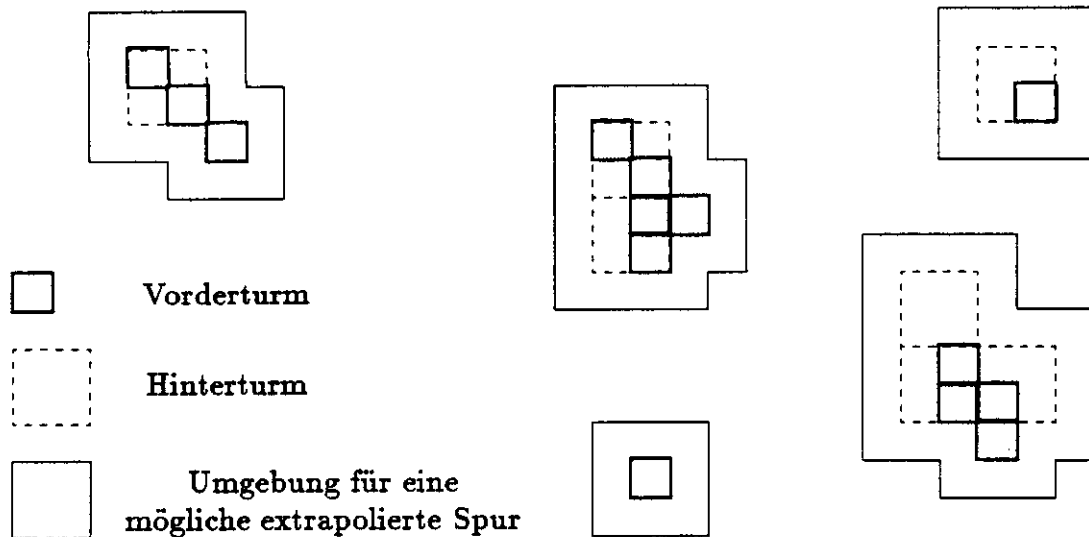 Vorderturm
Hinterturm
Umgebung für eine
mögliche extrapolierte Spur